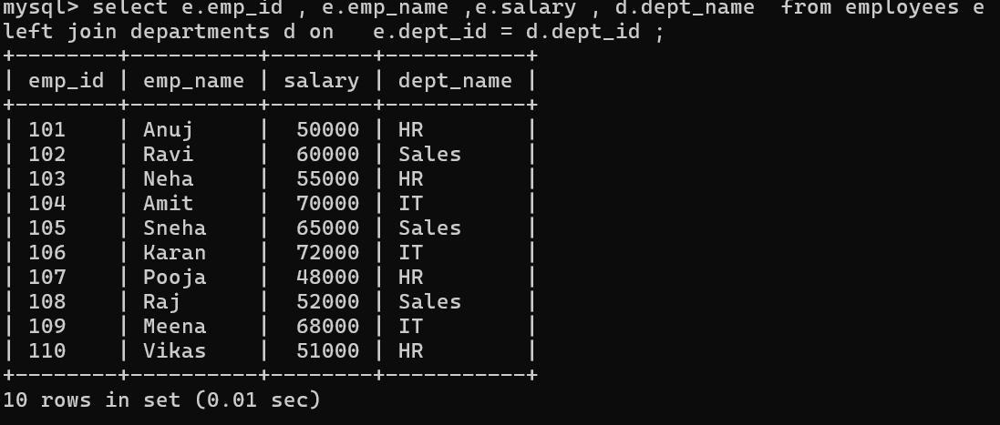 mysql> select e.emp_id , e.emp_name ,e.salary , d.dept_name  from employees e
left join departments d on   e.dept_id = d.dept_id ;
+--------+----------+--------+-----------+
| emp_id | emp_name | salary | dept_name |
+--------+----------+--------+-----------+
| 101    | Anuj     |  50000 | HR        |
| 102    | Ravi     |  60000 | Sales     |
| 103    | Neha     |  55000 | HR        |
| 104    | Amit     |  70000 | IT        |
| 105    | Sneha    |  65000 | Sales     |
| 106    | Karan    |  72000 | IT        |
| 107    | Pooja    |  48000 | HR        |
| 108    | Raj      |  52000 | Sales     |
| 109    | Meena    |  68000 | IT        |
| 110    | Vikas    |  51000 | HR        |
+--------+----------+--------+-----------+
10 rows in set (0.01 sec)